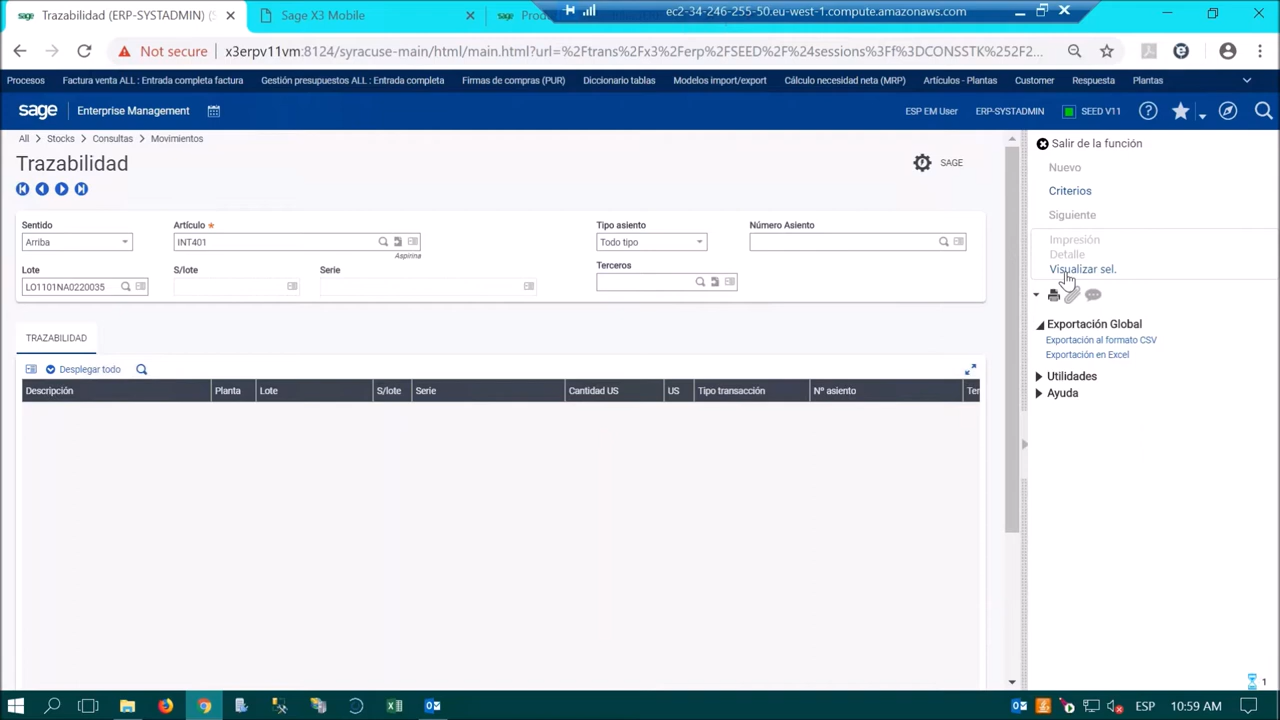 Trazabilidad (ERP-SYSTADMIN) (
Sage X3 Mobile
Produ
ec2-34-246-255-50.eu-west-1.compute.amazonaws.com
Not secure x3erpv11vm:8124/syracuse-main/html/main.html?url=%2Ftrans%2Fx3%2Ferp%2FSEED%2F%24sessions%3Ff%3DCONSSTK%252F2...
Procesos Factura venta ALL : Entrada completa factura Gestión presupuestos ALL : Entrada completa Firmas de compras (PUR) Diccionario tablas Modelos import/export Cálculo necesidad neta (MRP) Artículos - Plantas Customer Respuesta Plantas
sage Enterprise Management ESP EM User ERP-SYSTADMIN SEED V11
All > Stocks > Consultas > Movimientos
Trazabilidad
SAGE
Sentido Artículo * Tipo asiento Número Asiento
Arriba INT401 Todo tipo
Aspirina
Lote S/lote Serie Terceros
LO1101NA0220035
TRAZABILIDAD
Desplegar todo
Descripción Planta Lote S/lote Serie Cantidad US US Tipo transacción Nº asiento Ter
Salir de la función
Nuevo
Criterios
Siguiente
Impresión
Detalle
Visualizar sel.
Exportación Global
Exportación al formato CSV
Exportación en Excel
Utilidades
Ayuda
1
ESP 10:59 AM